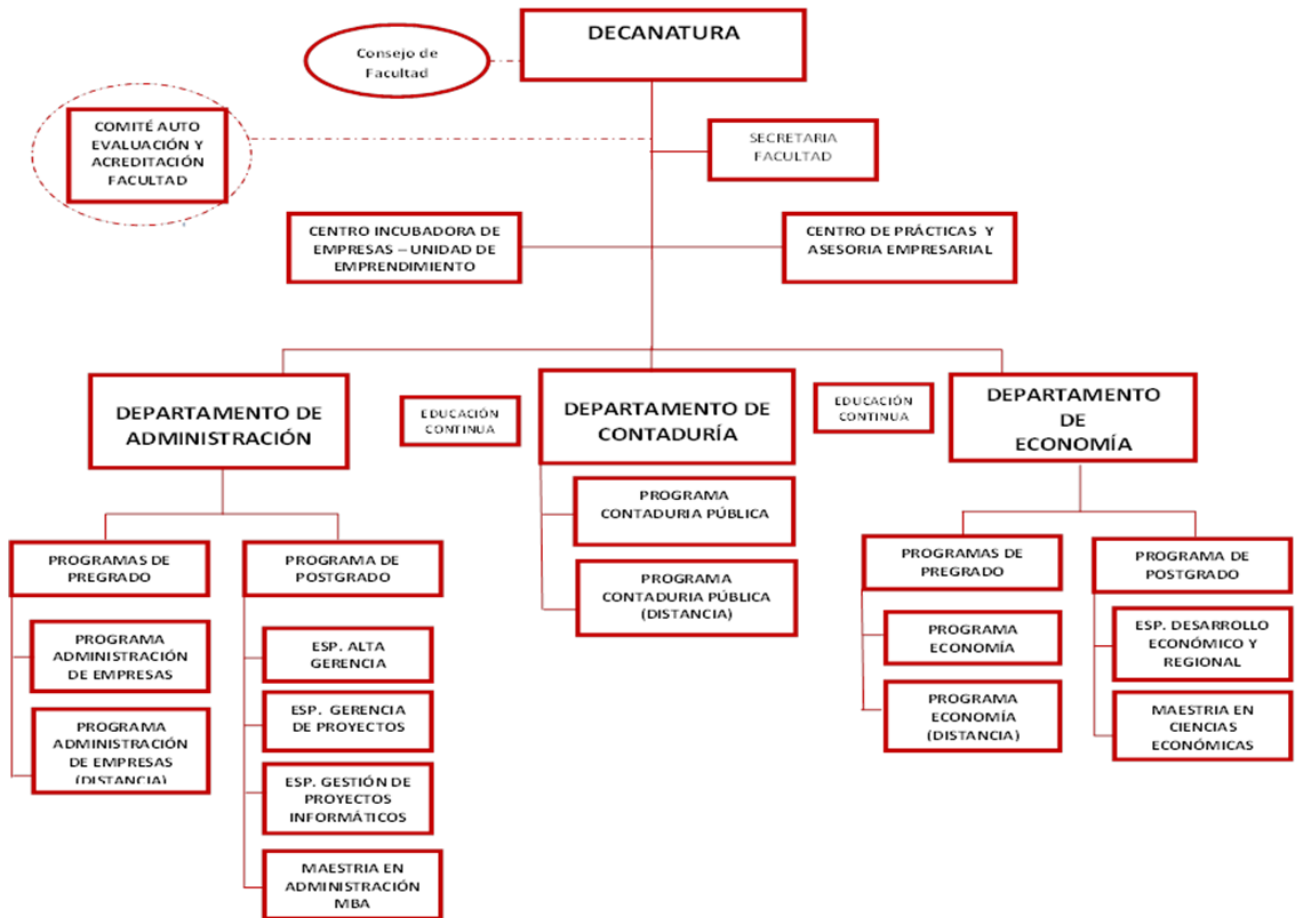 DECANATURA
Consejo de
Facultad
COMITÉ AUTO
EVALUACIÓN Y
ACREDITACIÓN
FACULTAD
SECRETARIA
FACULTAD
CENTRO INCUBADORA DE
EMPRESAS – UNIDAD DE
EMPRENDIMIENTO
CENTRO DE PRÁCTICAS Y
ASESORIA EMPRESARIAL
DEPARTAMENTO DE
ADMINISTRACIÓN
EDUCACIÓN
CONTINUA
DEPARTAMENTO DE
CONTADURÍA
EDUCACIÓN
CONTINUA
DEPARTAMENTO
DE
ECONOMÍA
PROGRAMAS DE
PREGRADO
PROGRAMA
ADMINISTRACIÓN
DE EMPRESAS
PROGRAMA
ADMINISTRACIÓN
DE EMPRESAS
(DISTANCIA)
PROGRAMA DE
POSTGRADO
ESP. ALTA
GERENCIA
ESP. GERENCIA
DE PROYECTOS
ESP. GESTIÓN DE
PROYECTOS
INFORMÁTICOS
MAESTRIA EN
ADMINISTRACIÓN
MBA
PROGRAMA
CONTADURIA PÚBLICA
PROGRAMA
CONTADURIA PÚBLICA
(DISTANCIA)
PROGRAMAS DE
PREGRADO
PROGRAMA
ECONOMÍA
PROGRAMA
ECONOMÍA
(DISTANCIA)
PROGRAMA DE
POSTGRADO
ESP. DESARROLLO
ECONÓMICO Y
REGIONAL
MAESTRIA EN
CIENCIAS
ECONÓMICAS